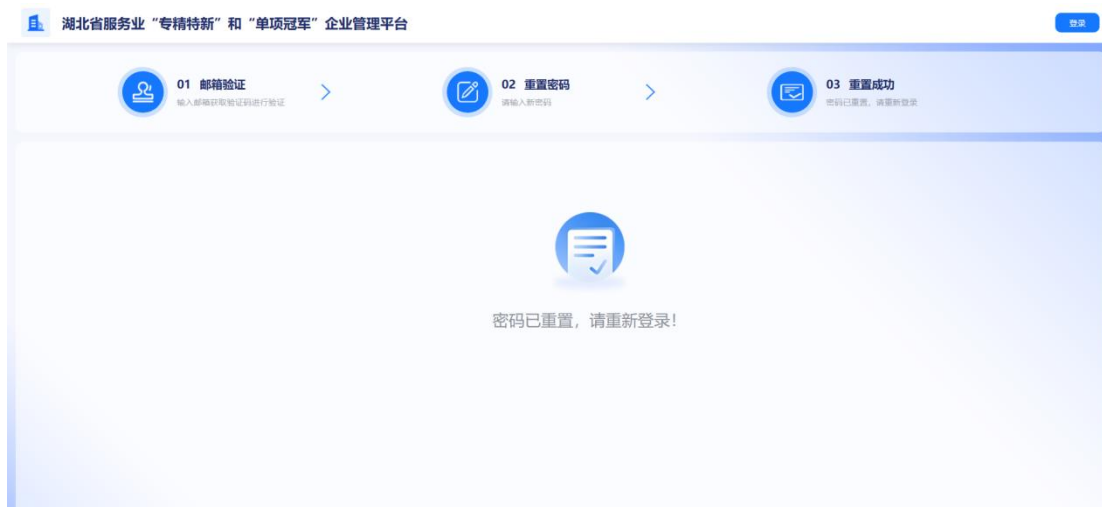 湖北省服务业“专精特新”和“单项冠军”企业管理平台
登录
01 邮箱验证
输入邮箱获取验证码进行验证
02 重置密码
请输入新密码
03 重置成功
密码已重置，请重新登录
密码已重置，请重新登录！